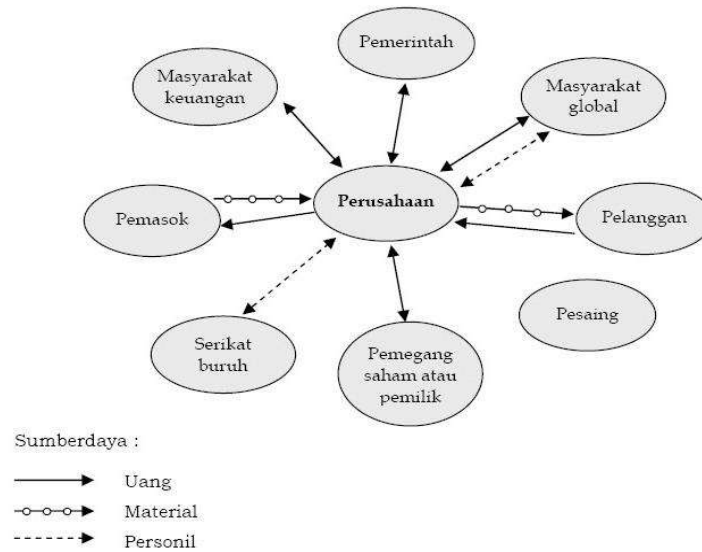 Pemerintah
Masyarakat
keuangan
Masyarakat
global
Perusahaan
Pemasok
Pelanggan
Serikat
buruh
Pemegang
saham atau
pemilik
Pesaing
Sumberdaya :
Uang
Material
Personil